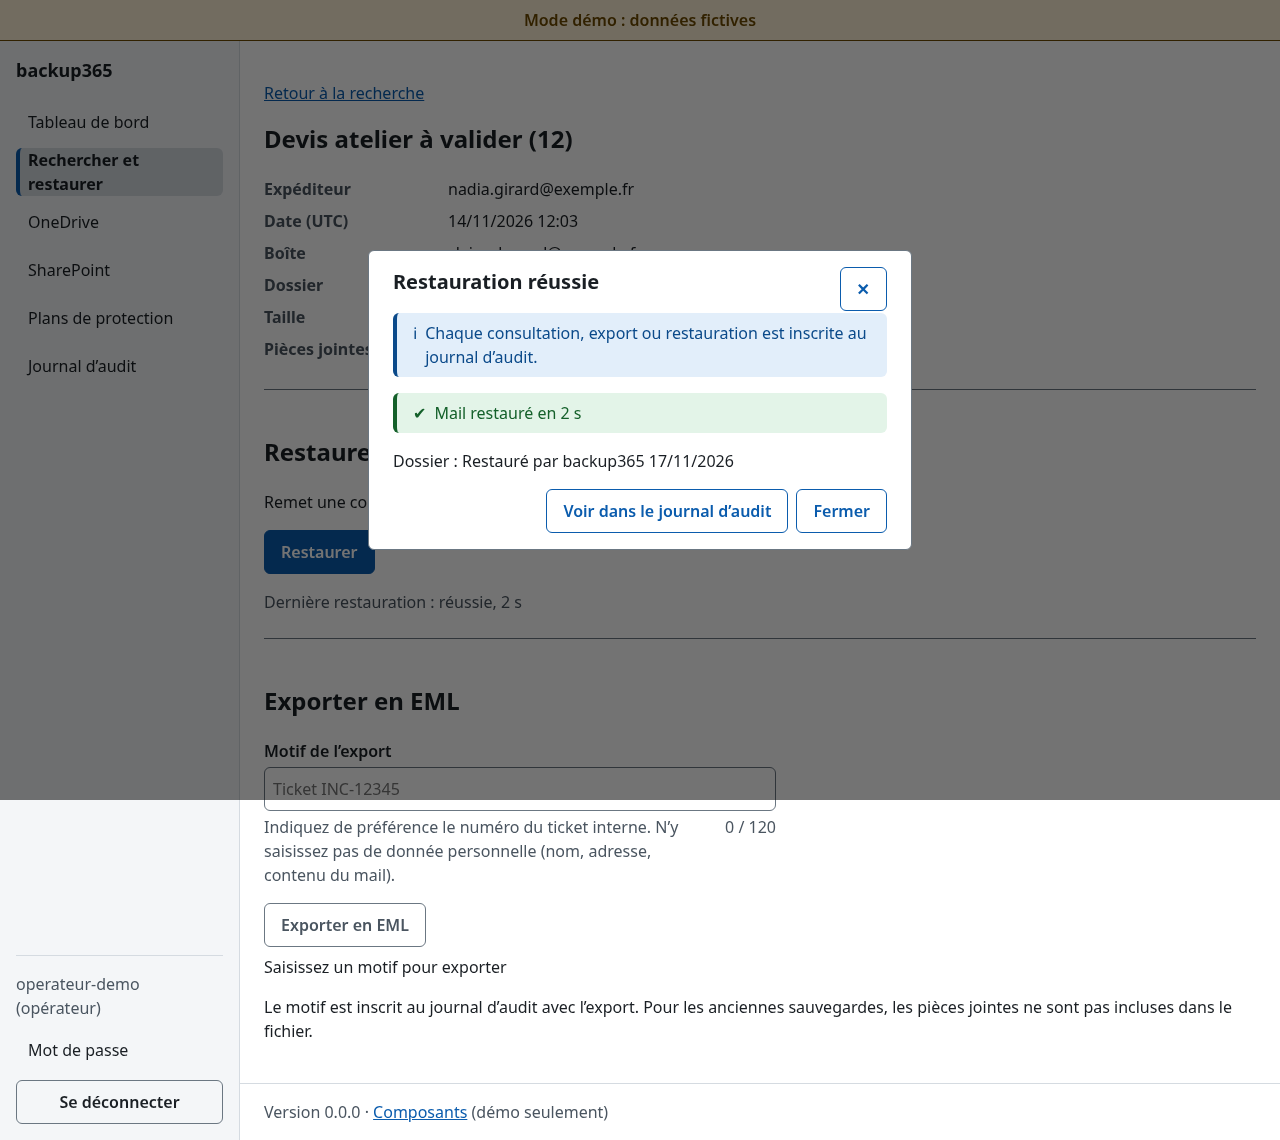 Mode démo : données fictives
backup365
Tableau de bord
Rechercher et
restaurer
OneDrive
SharePoint
Plans de protection
Journal d’audit
operateur-demo
(opérateur)
Mot de passe
Se déconnecter
Retour à la recherche
Devis atelier à valider (12)
Expéditeur nadia.girard@exemple.fr
Date (UTC) 14/11/2026 12:03
Boîte
Dossier
Taille
Pièces jointes
Restauration réussie
×
i Chaque consultation, export ou restauration est inscrite au
journal d’audit.
✔ Mail restauré en 2 s
Dossier : Restauré par backup365 17/11/2026
Voir dans le journal d’audit
Fermer
Remet une
Restaurer
Dernière restauration : réussie, 2 s
Exporter en EML
Motif de l’export
Ticket INC-12345
Indiquez de préférence le numéro du ticket interne. N’y 0 / 120
saisissez pas de donnée personnelle (nom, adresse,
contenu du mail).
Exporter en EML
Saisissez un motif pour exporter
Le motif est inscrit au journal d’audit avec l’export. Pour les anciennes sauvegardes, les pièces jointes ne sont pas incluses dans le
fichier.
Version 0.0.0 · Composants (démo seulement)